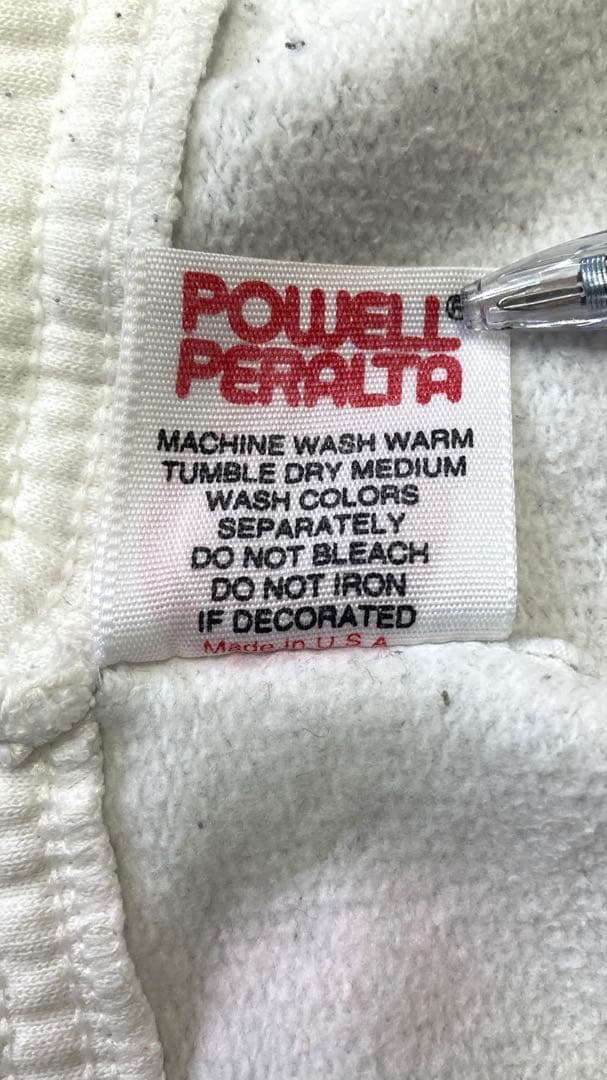 POWELL
PERALTA
MACHINE WASH WARM
TUMBLE DRY MEDIUM
WASH COLORS
SEPARATELY
DO NOT BLEACH
DO NOT IRON
IF DECORATED
Made in U S A